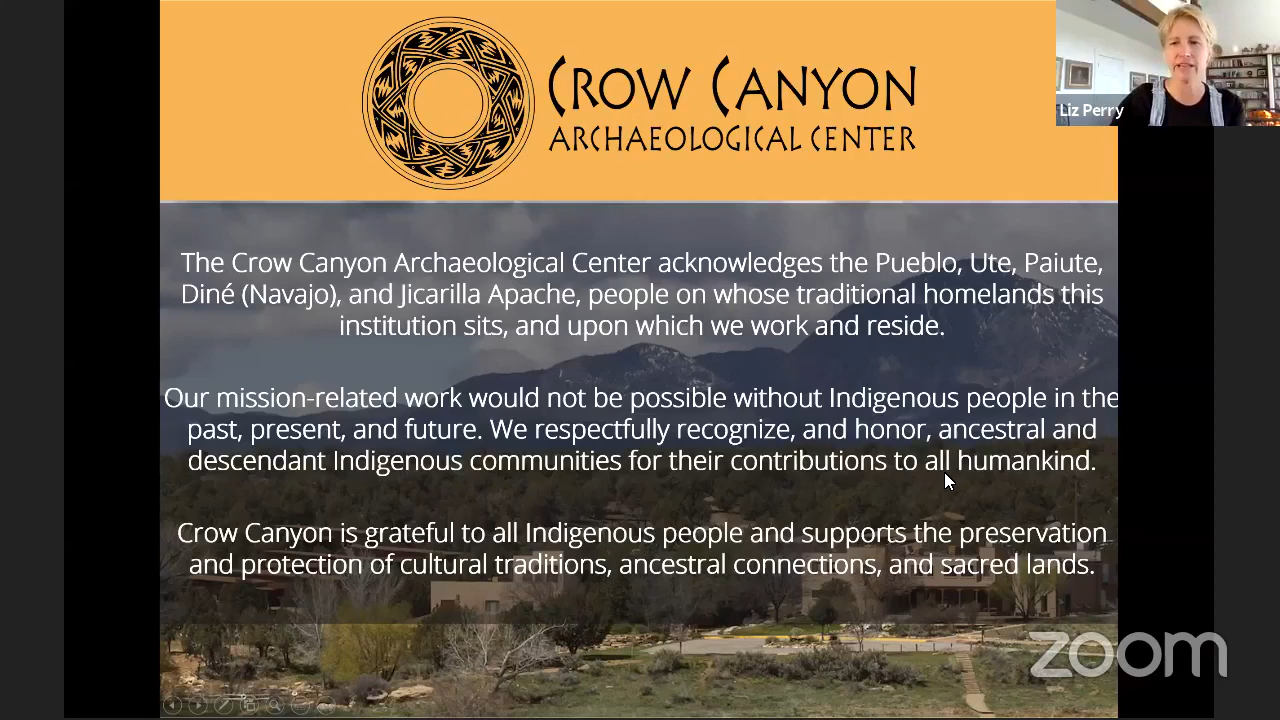 CROW CANYON
ARCHAEOLOGICAL CENTER
Liz Perry
The Crow Canyon Archaeological Center acknowledges the Pueblo, Ute, Paiute,
Diné (Navajo), and Jicarilla Apache, people on whose traditional homelands this
institution sits, and upon which we work and reside.
Our mission-related work would not be possible without Indigenous people in the
past, present, and future. We respectfully recognize, and honor, ancestral and
descendant Indigenous communities for their contributions to all humankind.
Crow Canyon is grateful to all Indigenous people and supports the preservation
and protection of cultural traditions, ancestral connections, and sacred lands.
zoom